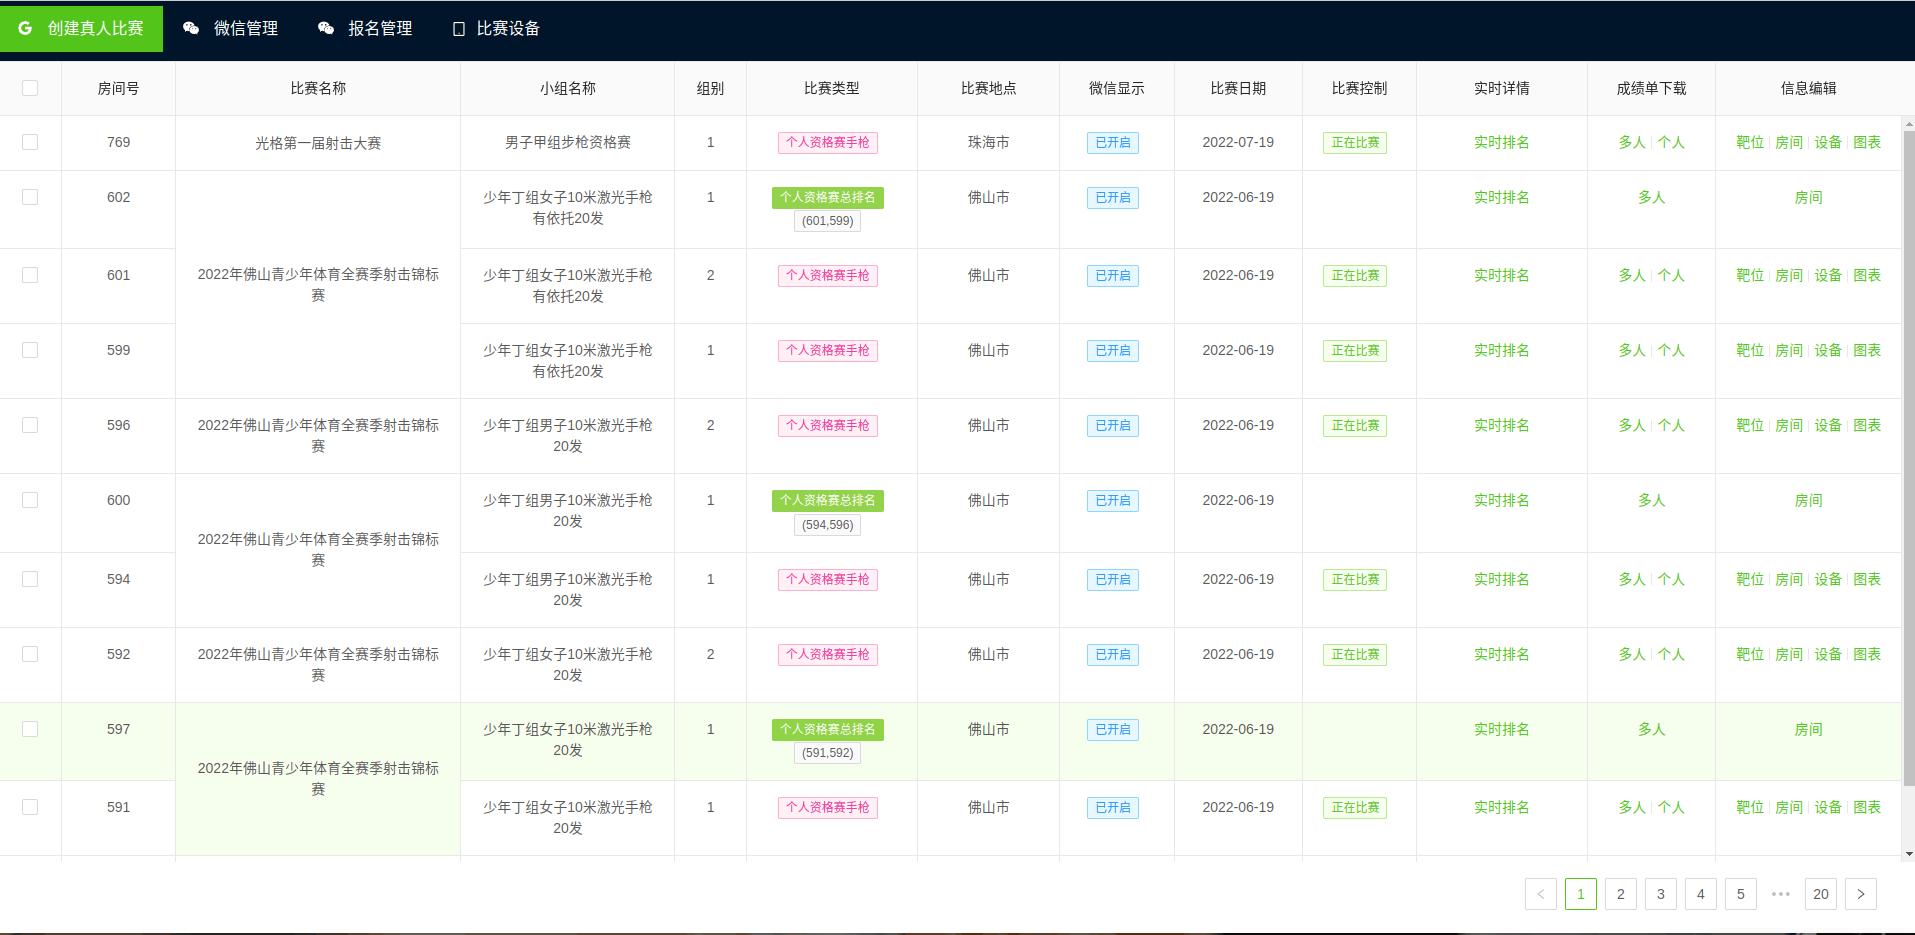 创建真人比赛 微信管理 报名管理 比赛设备
房间号 比赛名称 小组名称 组别 比赛类型 比赛地点 微信显示 比赛日期 比赛控制 实时详情 成绩单下载 信息编辑
769 光格第一届射击大赛 男子甲组步枪资格赛 1 个人资格赛手枪 珠海市 已开启 2022-07-19 正在比赛 实时排名 多人 个人 靶位 房间 设备 图表
602 少年丁组女子10米激光手枪 1 个人资格赛总排名 佛山市 已开启 2022-06-19 实时排名 多人 房间
有依托20发 (601,599)
601 2022年佛山青少年体育全赛季射击锦标 少年丁组女子10米激光手枪 2 个人资格赛手枪 佛山市 已开启 2022-06-19 正在比赛 实时排名 多人 个人 靶位 房间 设备 图表
赛 有依托20发
599 少年丁组女子10米激光手枪 1 个人资格赛手枪 佛山市 已开启 2022-06-19 正在比赛 实时排名 多人 个人 靶位 房间 设备 图表
有依托20发
596 2022年佛山青少年体育全赛季射击锦标 少年丁组男子10米激光手枪 2 个人资格赛手枪 佛山市 已开启 2022-06-19 正在比赛 实时排名 多人 个人 靶位 房间 设备 图表
赛 20发
600 少年丁组男子10米激光手枪 1 个人资格赛总排名 佛山市 已开启 2022-06-19 实时排名 多人 房间
20发 (594,596)
2022年佛山青少年体育全赛季射击锦标
赛
594 少年丁组男子10米激光手枪 1 个人资格赛手枪 佛山市 已开启 2022-06-19 正在比赛 实时排名 多人 个人 靶位 房间 设备 图表
20发
592 2022年佛山青少年体育全赛季射击锦标 少年丁组女子10米激光手枪 2 个人资格赛手枪 佛山市 已开启 2022-06-19 正在比赛 实时排名 多人 个人 靶位 房间 设备 图表
赛 20发
597 少年丁组女子10米激光手枪 1 个人资格赛总排名 佛山市 已开启 2022-06-19 实时排名 多人 房间
20发 (591,592)
2022年佛山青少年体育全赛季射击锦标
赛
591 少年丁组女子10米激光手枪 1 个人资格赛手枪 佛山市 已开启 2022-06-19 正在比赛 实时排名 多人 个人 靶位 房间 设备 图表
20发
< 1 2 3 4 5 ••• 20 >